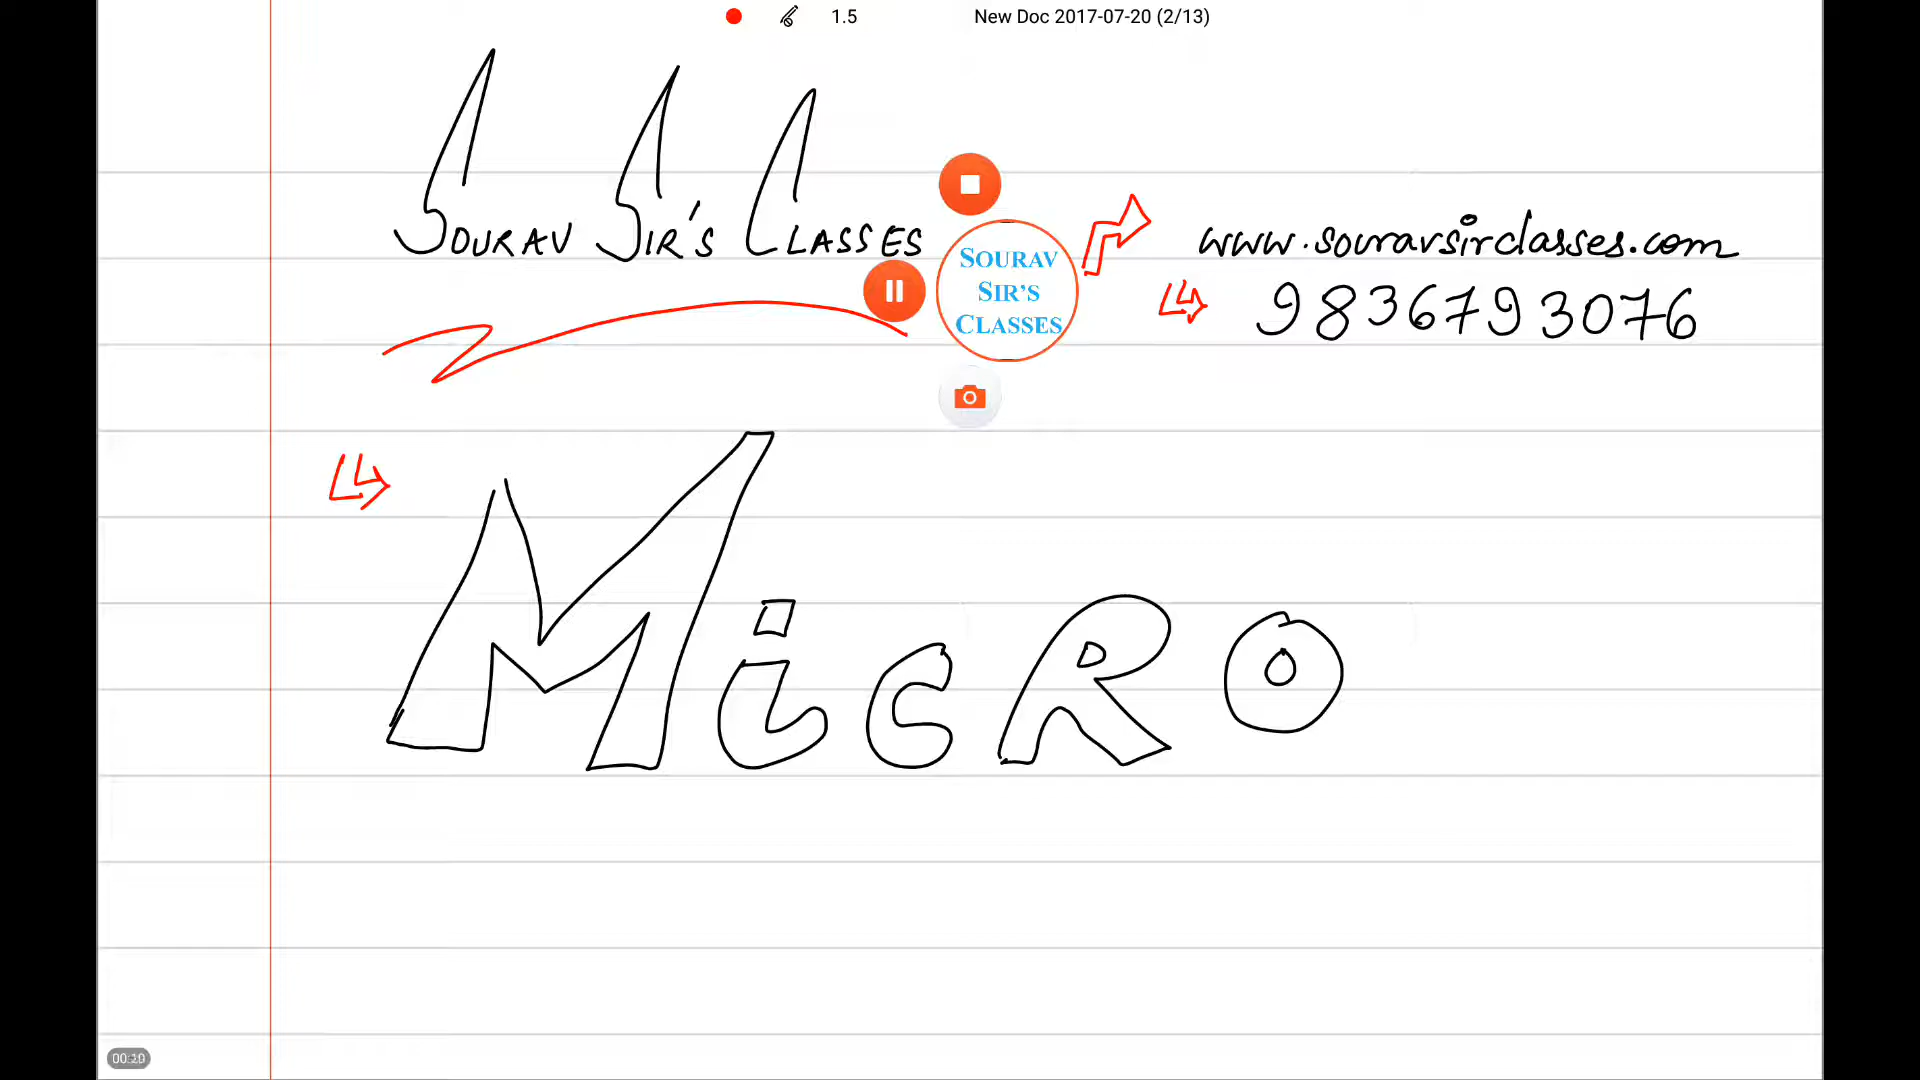 1.5 New Doc 2017-07-20 (2/13)
SOURAV SIR'S CLASSES
SOURAV
SIR'S
CLASSES
www.souravsirclasses.com
9836793076
MicRO
00:20